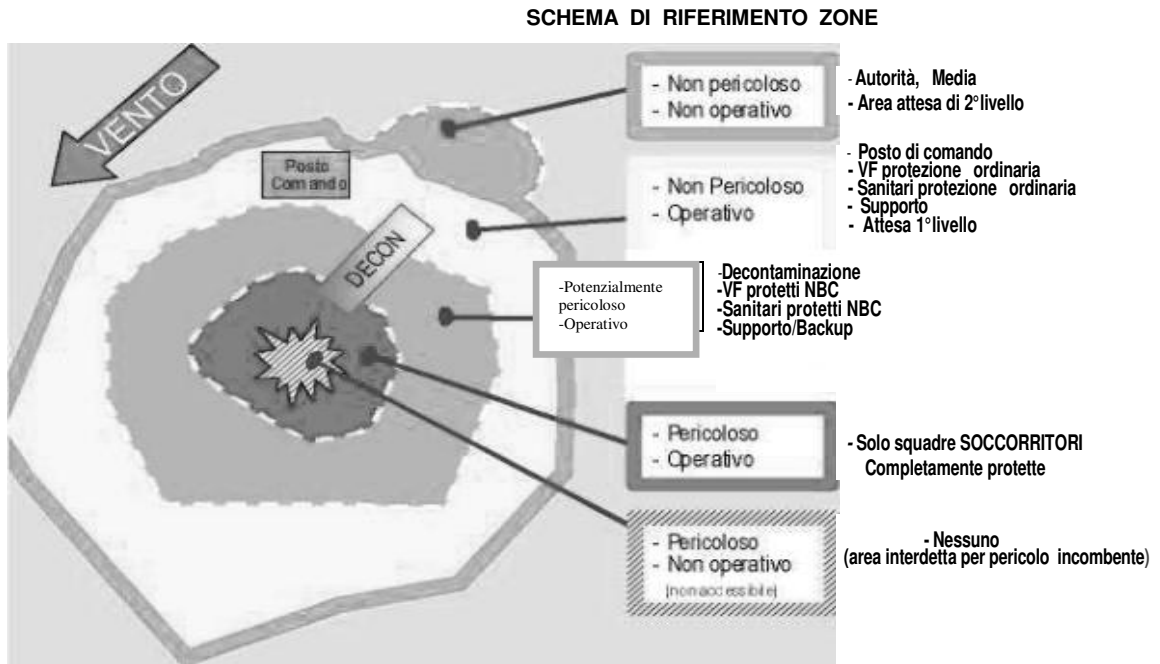 SCHEMA DI RIFERIMENTO ZONE
VENTO
Posto
Comando
DECON
- Non pericoloso
- Non operativo
- Autorità, Media
- Area attesa di 2° livello
- Non Pericoloso
- Operativo
- Posto di comando
- VF protezione ordinaria
- Sanitari protezione ordinaria
- Supporto
- Attesa 1° livello
-Potenzialmente
pericoloso
-Operativo
-Decontaminazione
-VF protetti NBC
-Sanitari protetti NBC
-Supporto/Backup
- Pericoloso
- Operativo
- Solo squadre SOCCORRITORI
Completamente protette
- Pericoloso
- Non operativo
(non accessibile)
- Nessuno
(area interdetta per pericolo incombente)